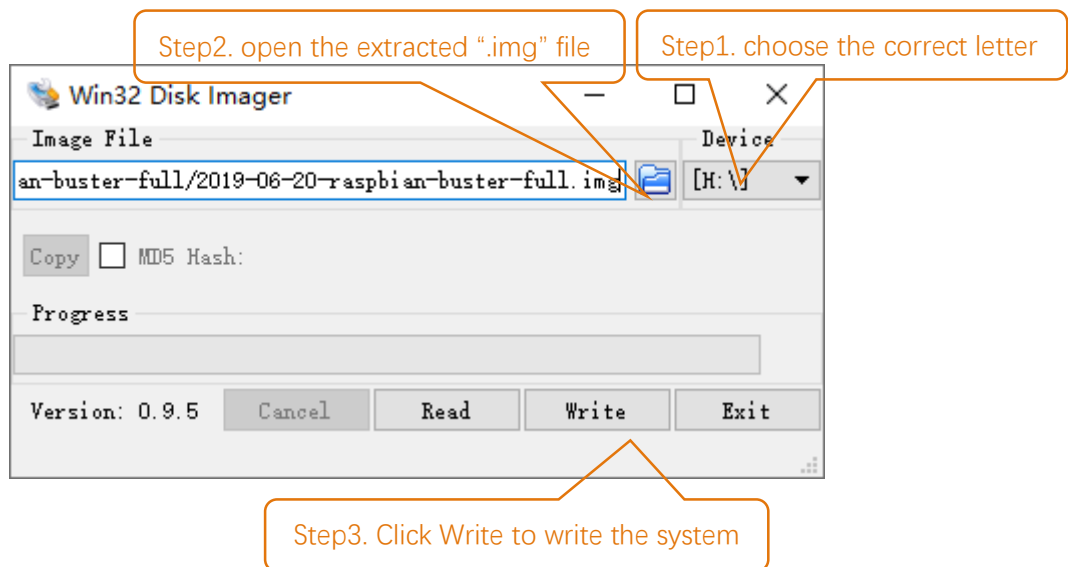 Step2. open the extracted “.img” file
Step1. choose the correct letter
Win32 Disk Imager
Image File
Device
an-buster-full/2019-06-20-raspbian-buster-full.img
[H:\]
Copy
MD5 Hash:
Progress
Version: 0.9.5
Cancel
Read
Write
Exit
Step3. Click Write to write the system